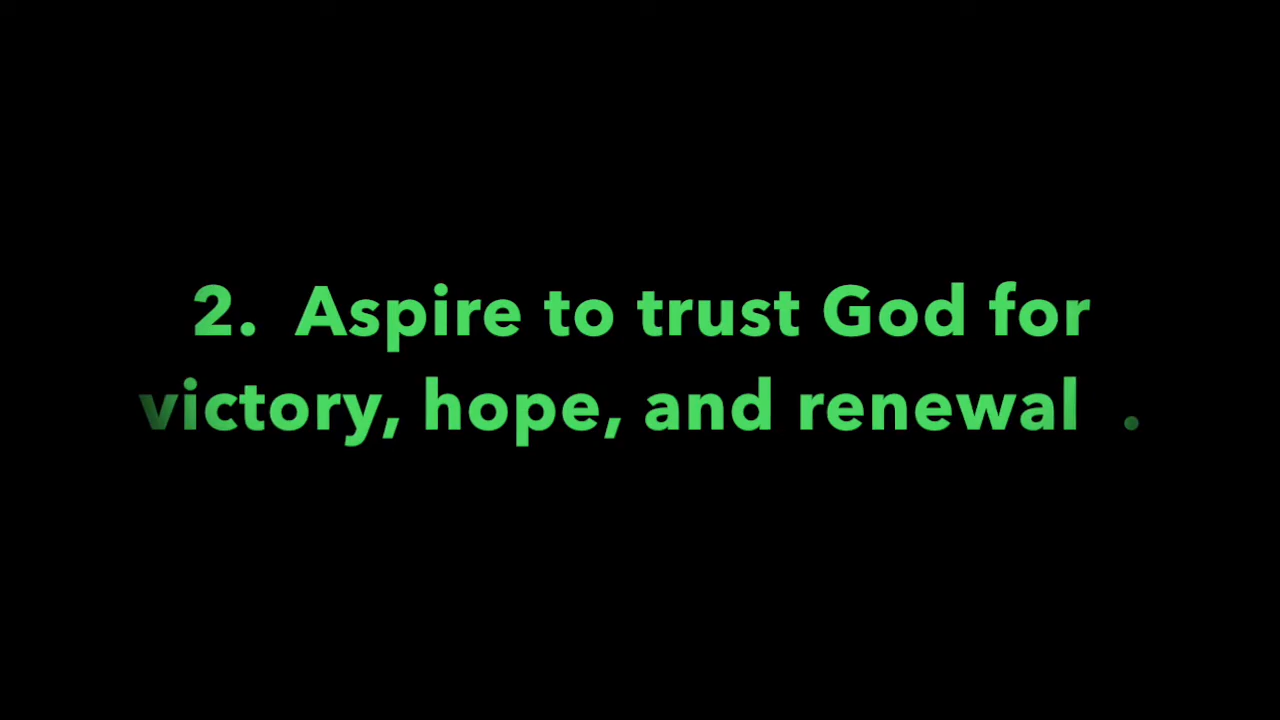 2.  Aspire to trust God for
victory, hope, and renewal  .